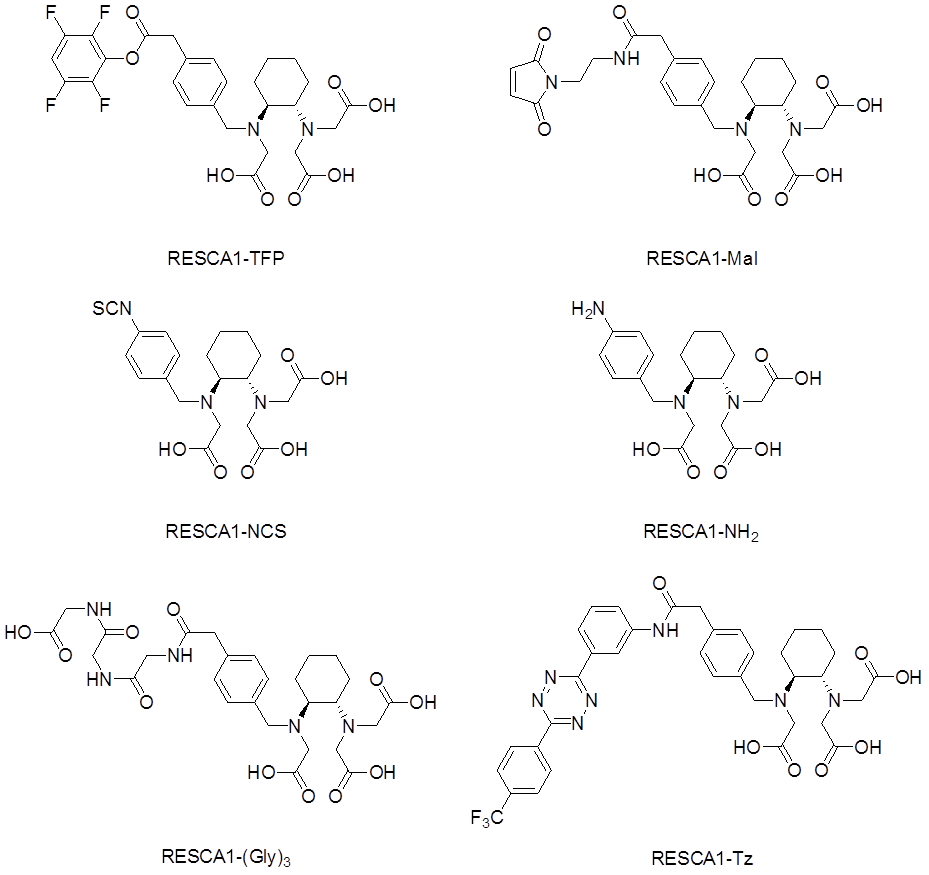 F F O
O
O
F F OH
N N
HO OH
O O
RESCA1-TFP
O
O
NH
N O
OH
O N N
HO OH
O O
RESCA1-Mal
SCN
O
OH
N N
HO OH
O O
RESCA1-NCS
H₂N
O
OH
N N
HO OH
O O
RESCA1-NH₂
NH O
HO O
O NH
NH O
O OH
N N
HO OH
O O
RESCA1-(Gly)₃
O
NH
O
N OH
N N N N
N
HO OH
O O
F₃C
RESCA1-Tz